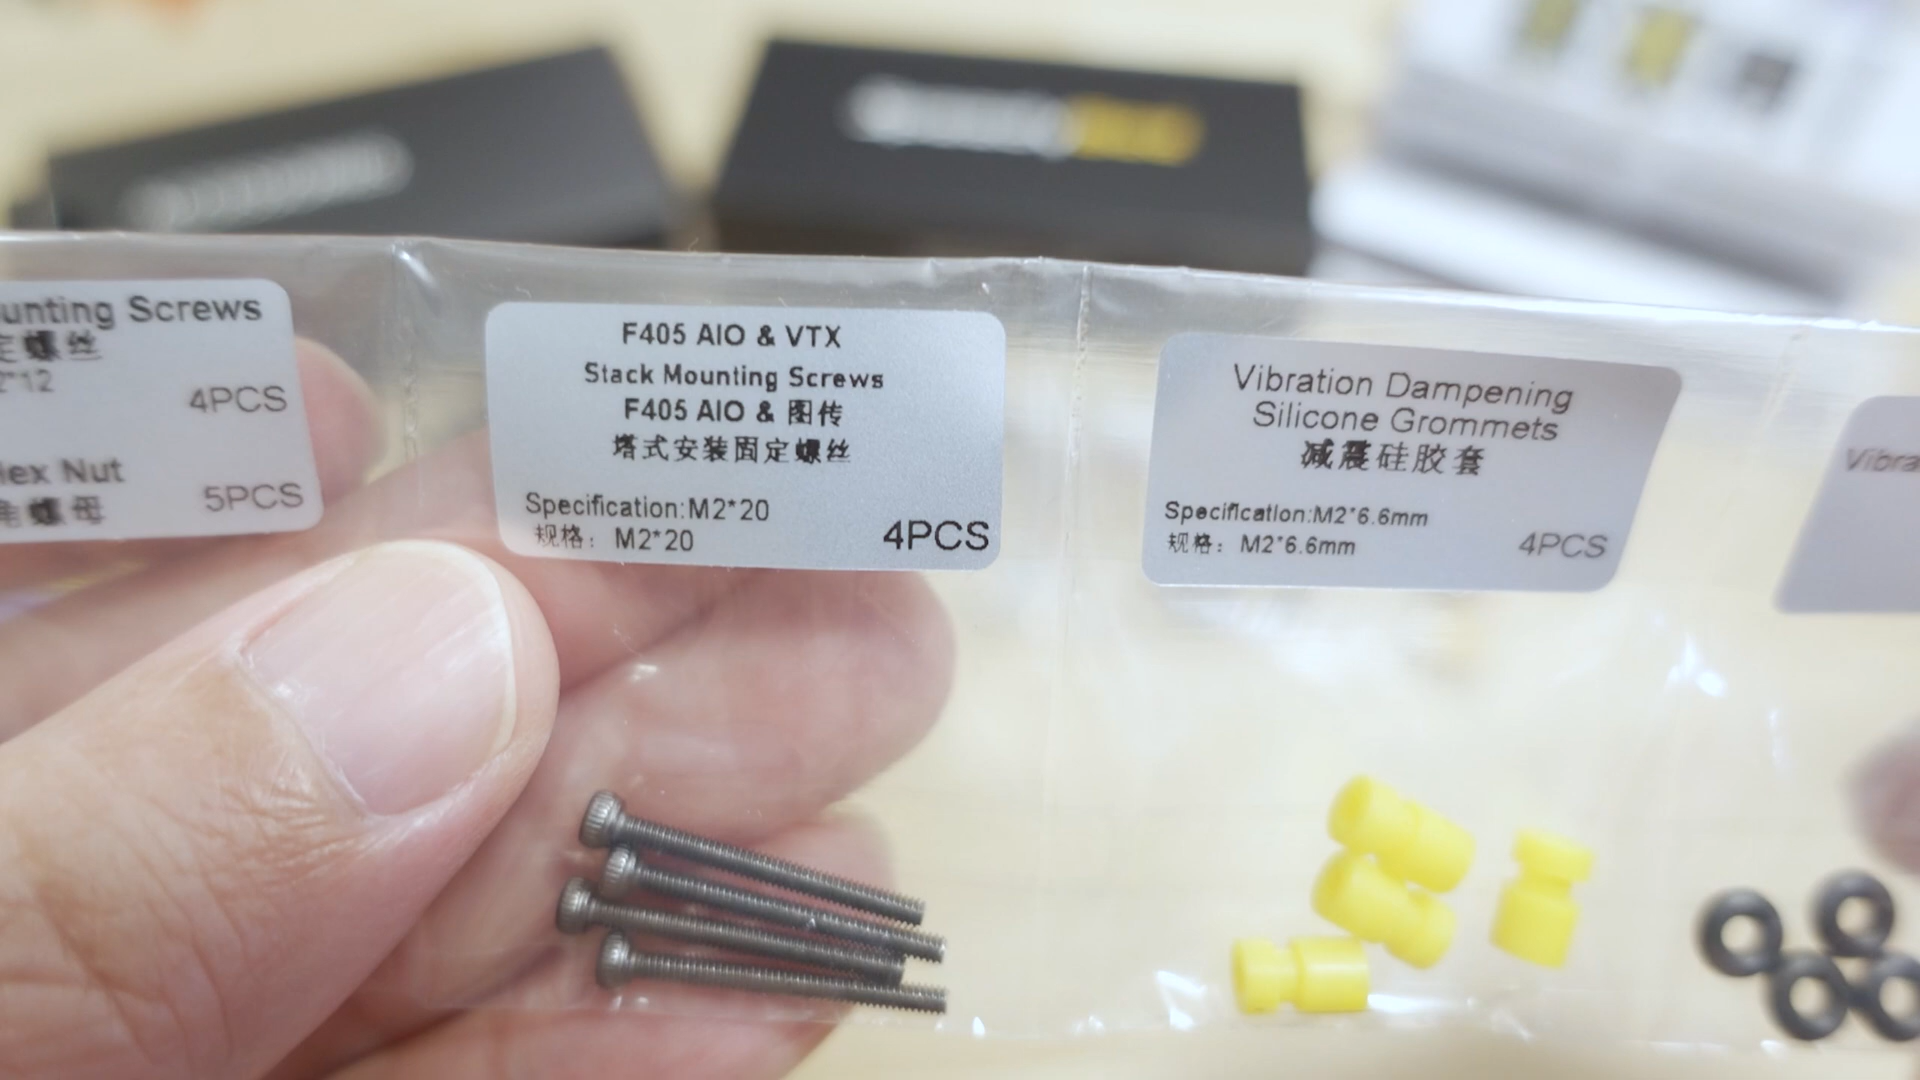 unting Screws
定螺丝
2*12
4PCS
Hex Nut
角螺母
5PCS
F405 AIO & VTX
Stack Mounting Screws
F405 AIO & 图传
塔式安装固定螺丝
Specification:M2*20
规格：M2*20
4PCS
Vibration Dampening
Silicone Grommets
减震硅胶套
Specification:M2*6.6mm
规格：M2*6.6mm
4PCS
Vibra